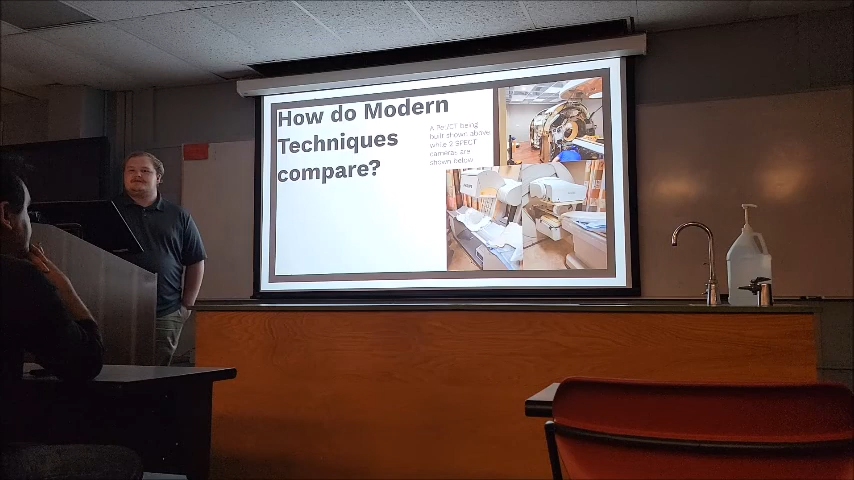 How do Modern
Techniques
compare?
A Pet/CT being
built shown above
while 2 SPECT
cameras are
shown below